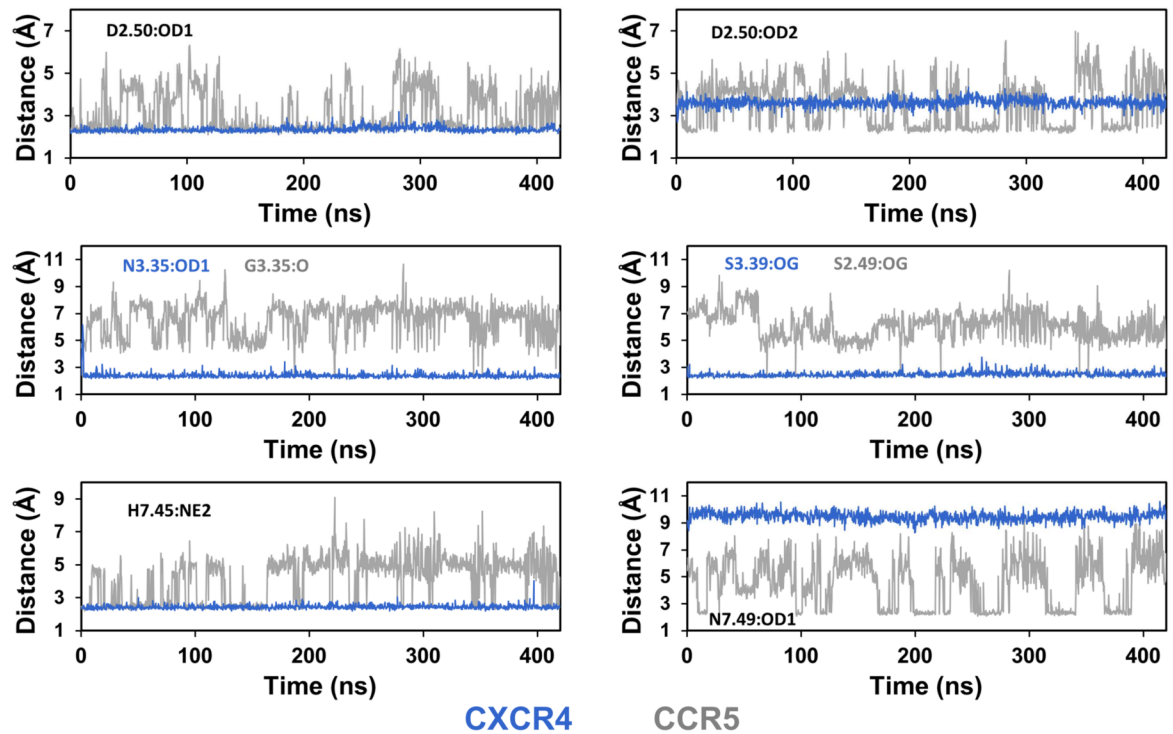 D2.50:OD1
Distance (Å)
7
5
3
1
0 100 200 300 400
Time (ns)
D2.50:OD2
Distance (Å)
7
5
3
1
0 100 200 300 400
Time (ns)
N3.35:OD1 G3.35:O
Distance (Å)
11
9
7
5
3
1
0 100 200 300 400
Time (ns)
S3.39:OG S2.49:OG
Distance (Å)
11
9
7
5
3
1
0 100 200 300 400
Time (ns)
H7.45:NE2
Distance (Å)
9
7
5
3
1
0 100 200 300 400
Time (ns)
Distance (Å)
11
9
7
5
3
1
N7.49:OD1
0 100 200 300 400
Time (ns)
CXCR4 CCR5